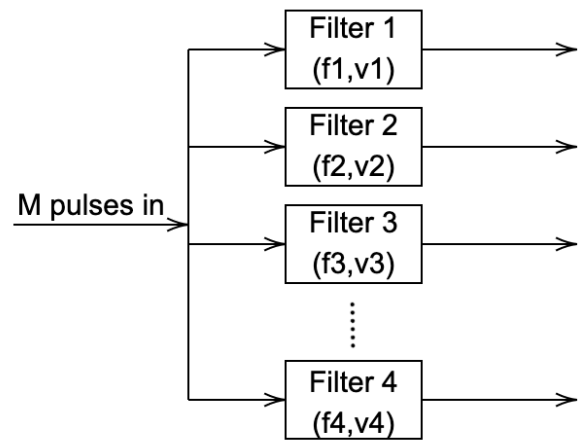 Filter 1
(f1,v1)
Filter 2
(f2,v2)
M pulses in
Filter 3
(f3,v3)
Filter 4
(f4,v4)